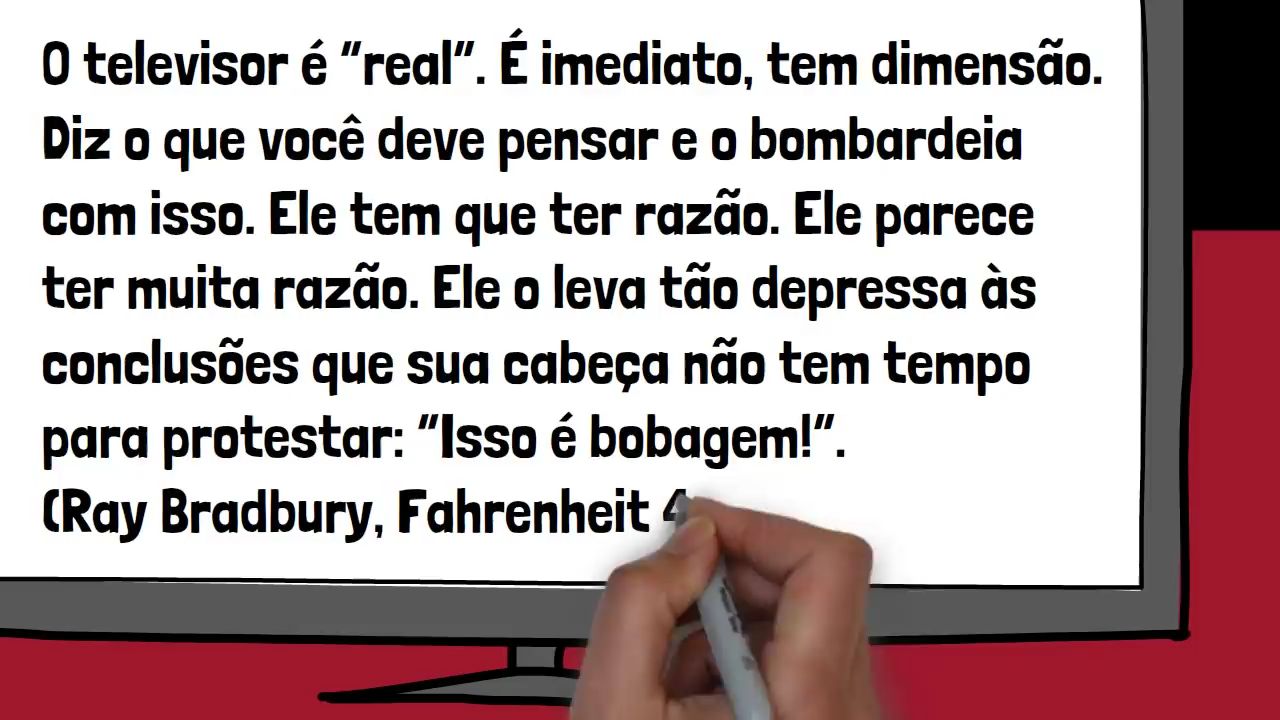 O televisor é “real”. É imediato, tem dimensão.
Diz o que você deve pensar e o bombardeia
com isso. Ele tem que ter razão. Ele parece
ter muita razão. Ele o leva tão depressa às
conclusões que sua cabeça não tem tempo
para protestar: “Isso é bobagem!”.
(Ray Bradbury, Fahrenheit 4